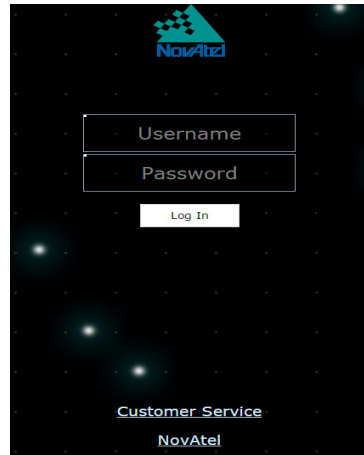 NovAtel
Username
Password
Log In
Customer Service
NovAtel